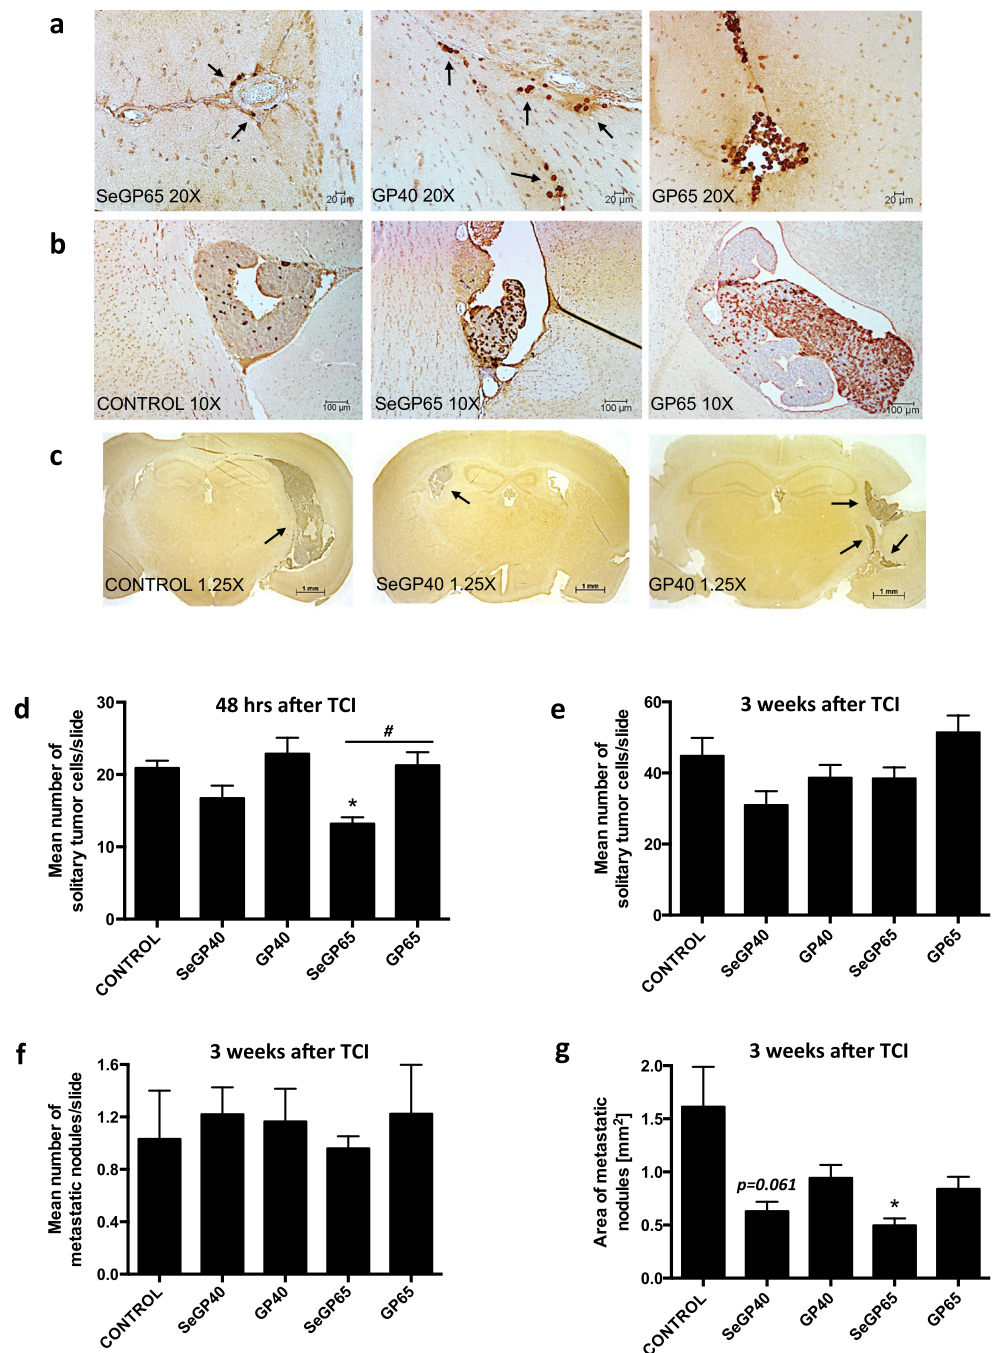 a
SeGP65 20X
20 µm
GP40 20X
20 µm
GP65 20X
20 µm
b
CONTROL 10X
100 µm
SeGP65 10X
100 µm
GP65 10X
100 µm
c
CONTROL 1.25X
1 mm
SeGP40 1.25X
1 mm
GP40 1.25X
1 mm
d
48 hrs after TCI
Mean number of
solitary tumor cells/slide
30
20
10
0
*
#
CONTROL
SeGP40
GP40
SeGP65
GP65
e
3 weeks after TCI
Mean number of
solitary tumor cells/slide
60
40
20
0
CONTROL
SeGP40
GP40
SeGP65
GP65
f
3 weeks after TCI
Mean number of
metastatic nodules/slide
1.6
1.2
0.8
0.4
0.0
CONTROL
SeGP40
GP40
SeGP65
GP65
g
3 weeks after TCI
Area of metastatic
nodules [mm²]
2.0
1.5
1.0
0.5
0.0
p=0.061
*
CONTROL
SeGP40
GP40
SeGP65
GP65